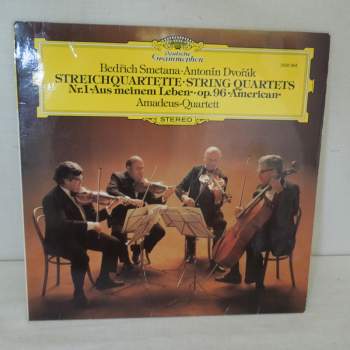 Deutsche
Grammophon
Bedřich Smetana·Antonín Dvořák
STREICHQUARTETTE·STRING QUARTETS
Nr.1»Aus meinem Leben«·op.96»American«
Amadeus-Quartett
STEREO